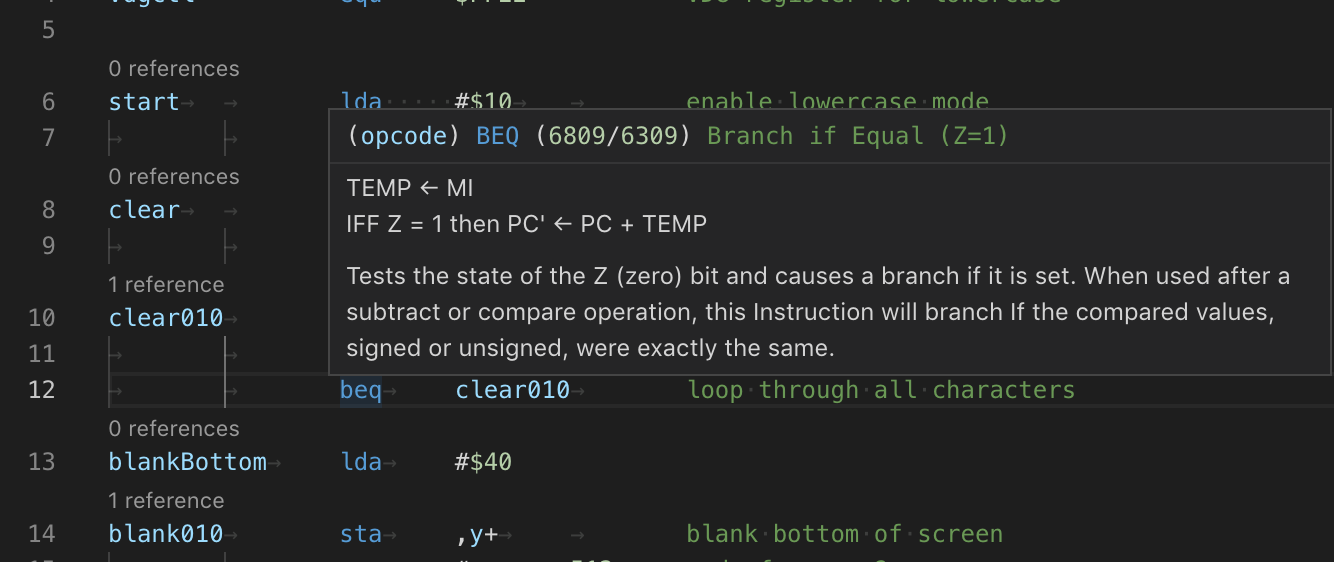 5
0 references
6 start lda #$10 enable lowercase mode
(opcode) BEQ (6809/6309) Branch if Equal (Z=1)
7
TEMP ← MI
0 references
8 clear
IFF Z = 1 then PC' ← PC + TEMP
9
Tests the state of the Z (zero) bit and causes a branch if it is set. When used after a
1 reference
10 clear010
subtract or compare operation, this Instruction will branch If the compared values,
11
signed or unsigned, were exactly the same.
12 beq clear010 loop through all characters
0 references
13 blankBottom lda #$40
1 reference
14 blank010 sta ,y+ blank bottom of screen